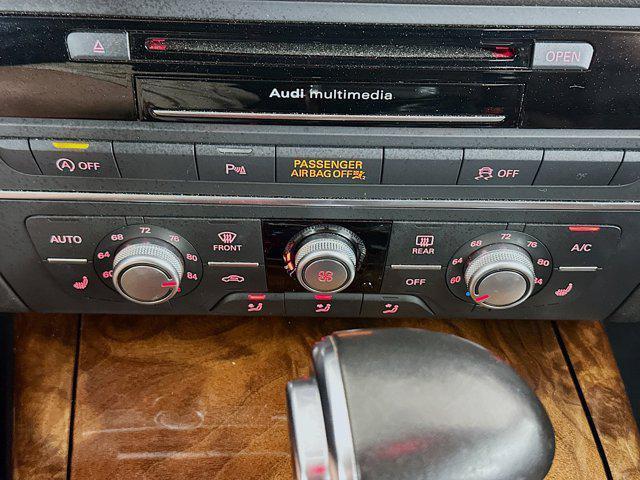 OPEN
Audi multimedia
A OFF
P
PASSENGER
AIRBAG OFF
OFF
AUTO
60 64 68 72 76 80 84
FRONT
REAR
OFF
60 64 68 72 76 80 84
A/C